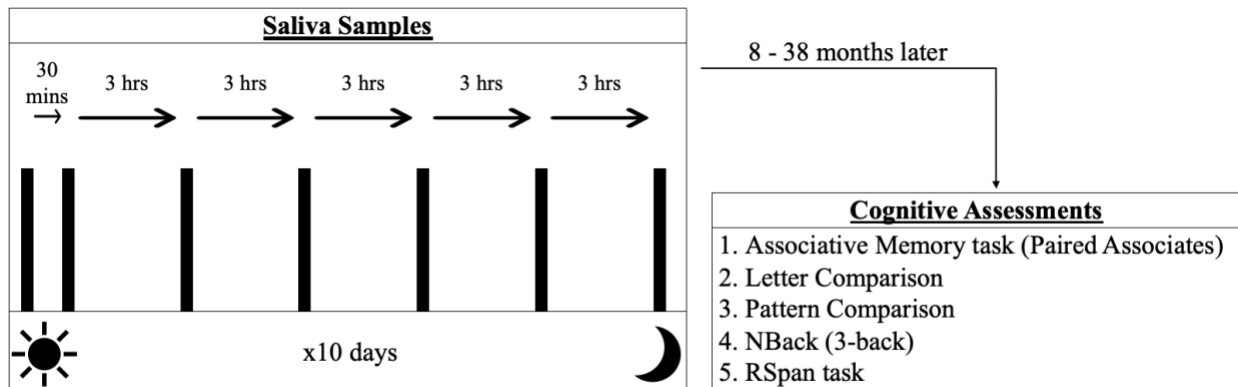 Saliva Samples
30
mins
3 hrs
3 hrs
3 hrs
3 hrs
3 hrs
x10 days
8 - 38 months later
Cognitive Assessments
1. Associative Memory task (Paired Associates)
2. Letter Comparison
3. Pattern Comparison
4. NBack (3-back)
5. RSpan task